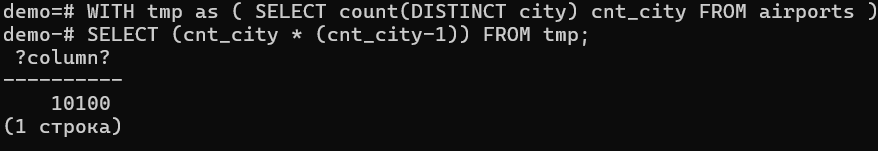 demo=# WITH tmp as ( SELECT count(DISTINCT city) cnt_city FROM airports )
demo-# SELECT (cnt_city * (cnt_city-1)) FROM tmp;
 ?column?
----------
    10100
(1 строка)